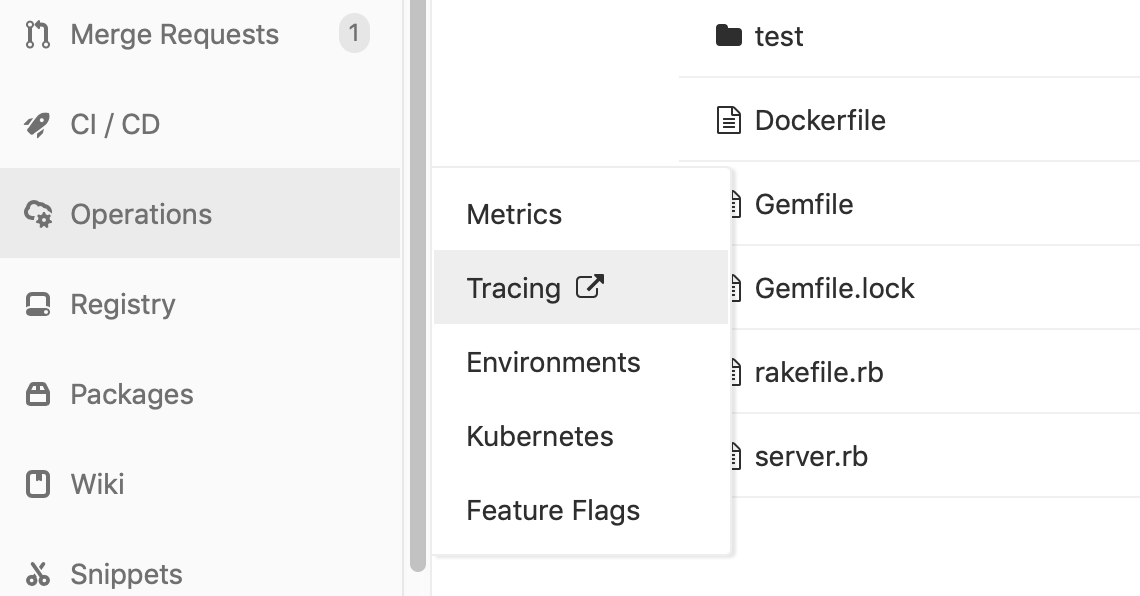 Merge Requests 1
CI / CD
Operations
Registry
Packages
Wiki
Snippets
Metrics
Tracing
Environments
Kubernetes
Feature Flags
test
Dockerfile
Gemfile
Gemfile.lock
rakefile.rb
server.rb